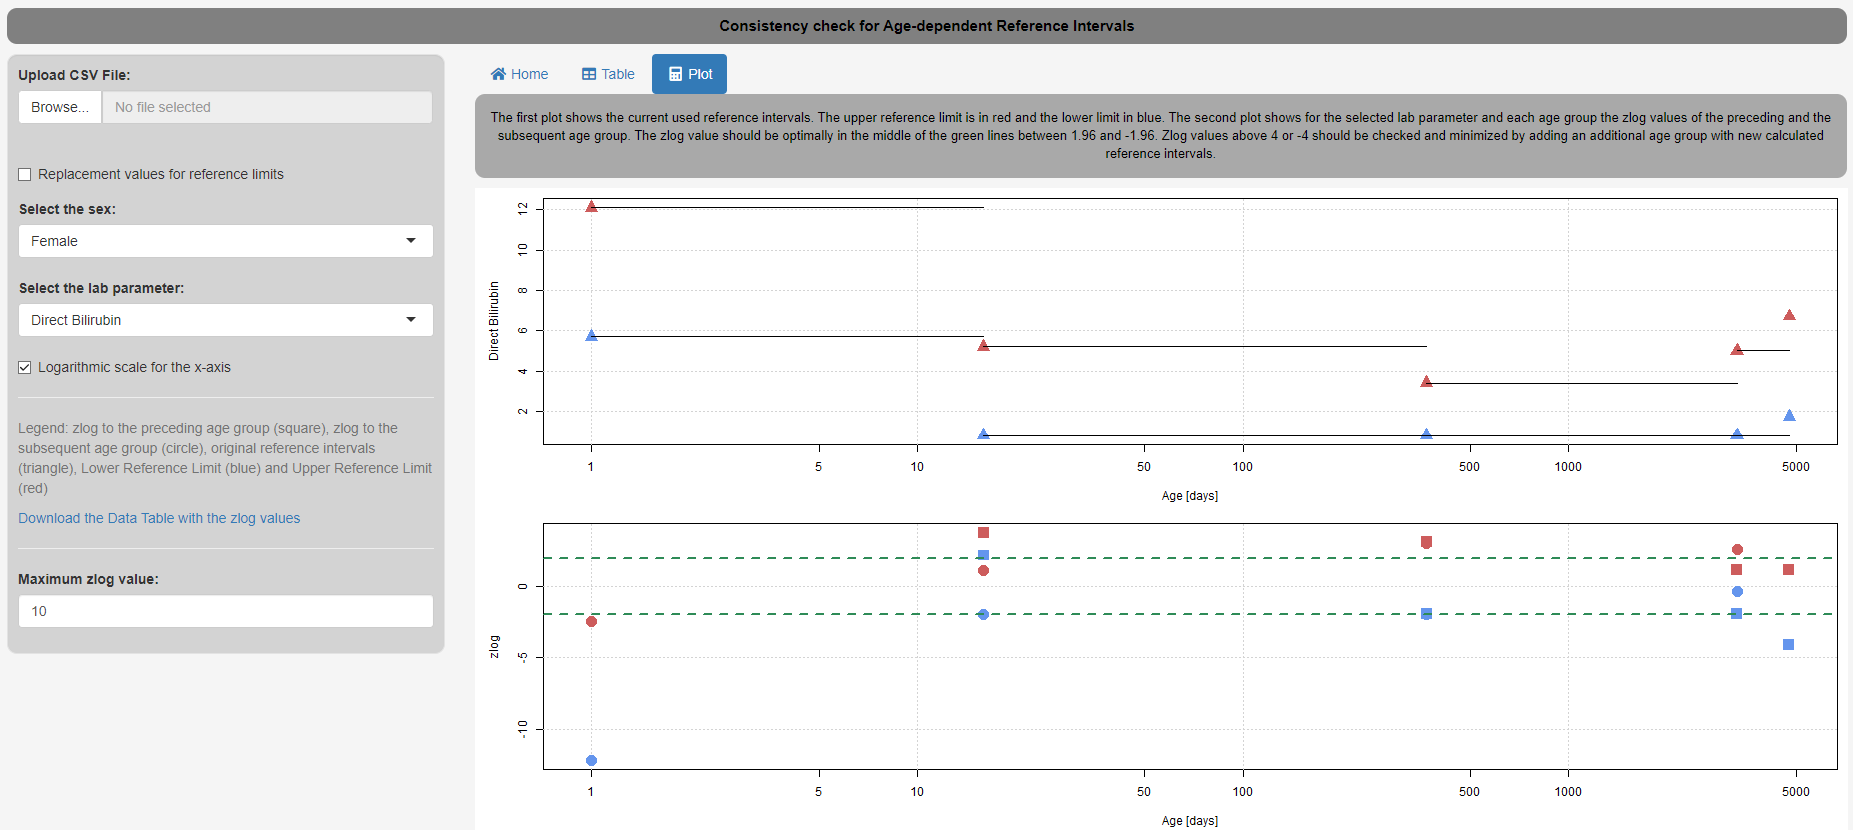 Consistency check for Age-dependent Reference Intervals
Upload CSV File:
Browse...
No file selected
Replacement values for reference limits
Select the sex:
Female
Select the lab parameter:
Direct Bilirubin
Logarithmic scale for the x-axis
Legend: zlog to the preceding age group (square), zlog to the
subsequent age group (circle), original reference intervals
(triangle), Lower Reference Limit (blue) and Upper Reference Limit
(red)
Download the Data Table with the zlog values
Maximum zlog value:
10
Home
Table
Plot
The first plot shows the current used reference intervals. The upper reference limit is in red and the lower limit in blue. The second plot shows for the selected lab parameter and each age group the zlog values of the preceding and the
subsequent age group. The zlog value should be optimally in the middle of the green lines between 1.96 and -1.96. Zlog values above 4 or -4 should be checked and minimized by adding an additional age group with new calculated
reference intervals.
Direct Bilirubin
12
10
8
6
4
2
1
5
10
50
100
500
1000
5000
Age [days]
zlog
0
-5
-10
1
5
10
50
100
500
1000
5000
Age [days]